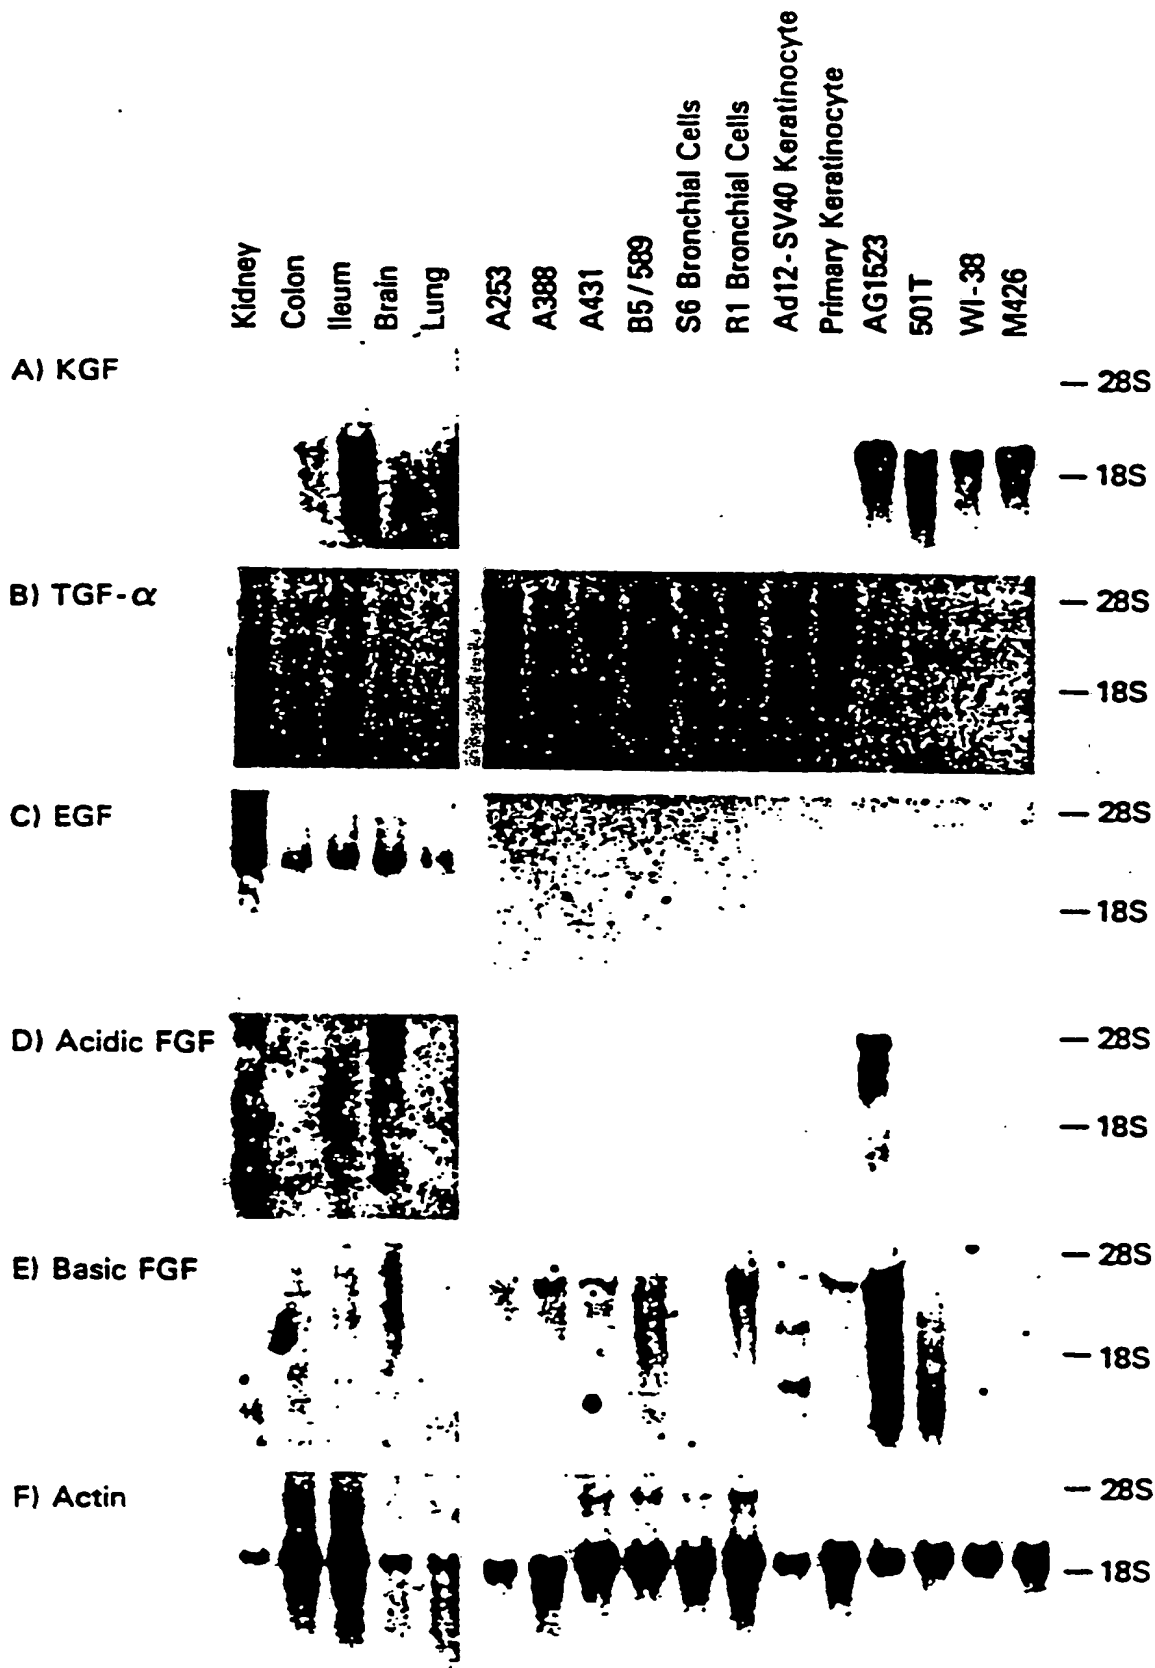 Kidney
Colon
Ileum
Brain
Lung
A253
A388
A431
B5/589
S6 Bronchial Cells
R1 Bronchial Cells
Ad12-SV40 Keratinocyte
Primary Keratinocyte
AG1523
501T
WI-38
M426
A) KGF
— 28S
— 18S
B) TGF-α
— 28S
— 18S
C) EGF
— 28S
— 18S
D) Acidic FGF
— 28S
— 18S
E) Basic FGF
— 28S
— 18S
F) Actin
— 28S
— 18S